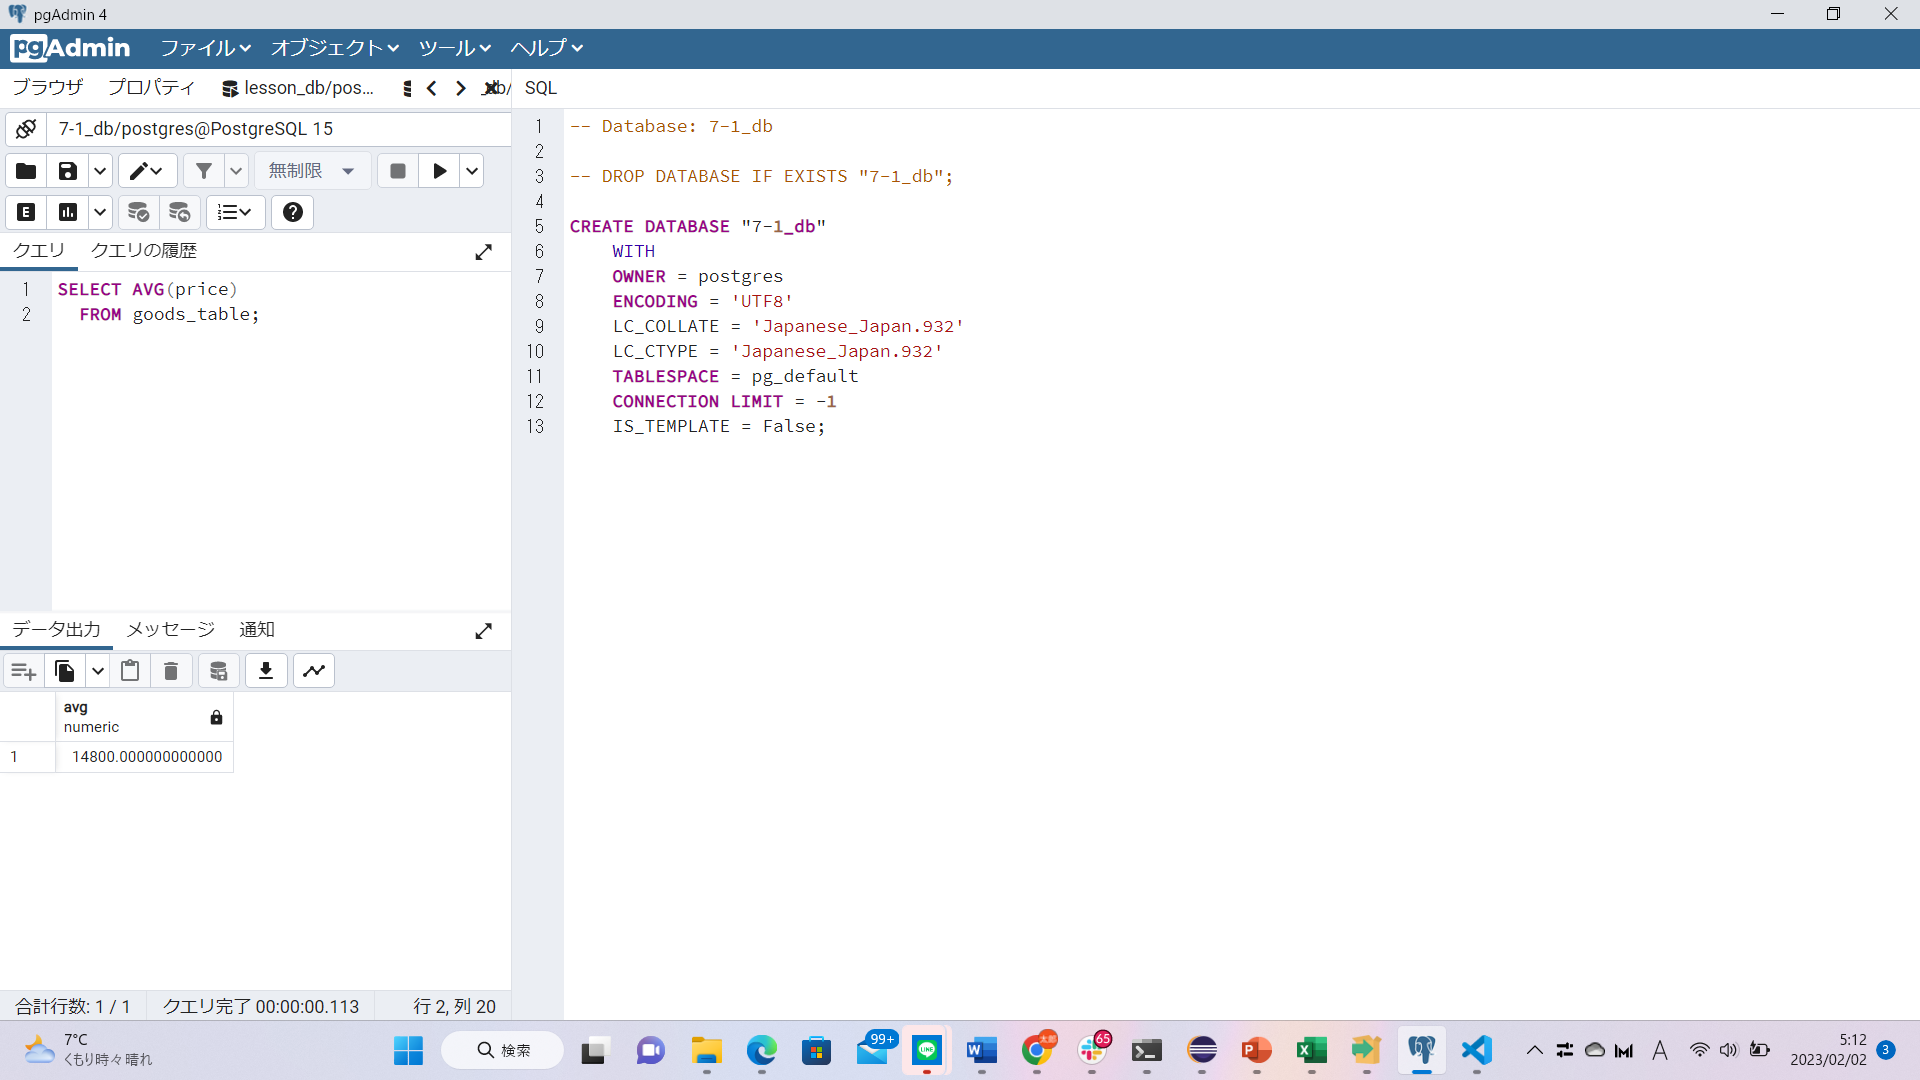 pgAdmin 4
pgAdmin ファイル オブジェクト ツール ヘルプ
ブラウザ プロパティ lesson_db/pos... _db/ SQL
7-1_db/postgres@PostgreSQL 15
無制限
E
クエリ クエリの履歴
1 SELECT AVG(price)
2 FROM goods_table;
データ出力 メッセージ 通知
avg
numeric
1 14800.000000000000
合計行数: 1 / 1 クエリ完了 00:00:00.113 行 2, 列 20
1 -- Database: 7-1_db
2
3 -- DROP DATABASE IF EXISTS "7-1_db";
4
5 CREATE DATABASE "7-1_db"
6 WITH
7 OWNER = postgres
8 ENCODING = 'UTF8'
9 LC_COLLATE = 'Japanese_Japan.932'
10 LC_CTYPE = 'Japanese_Japan.932'
11 TABLESPACE = pg_default
12 CONNECTION LIMIT = -1
13 IS_TEMPLATE = False;
7°C
くもり時々晴れ
検索
99+
LINE
W
太郎
65
P
X
A
5:12
2023/02/02
3